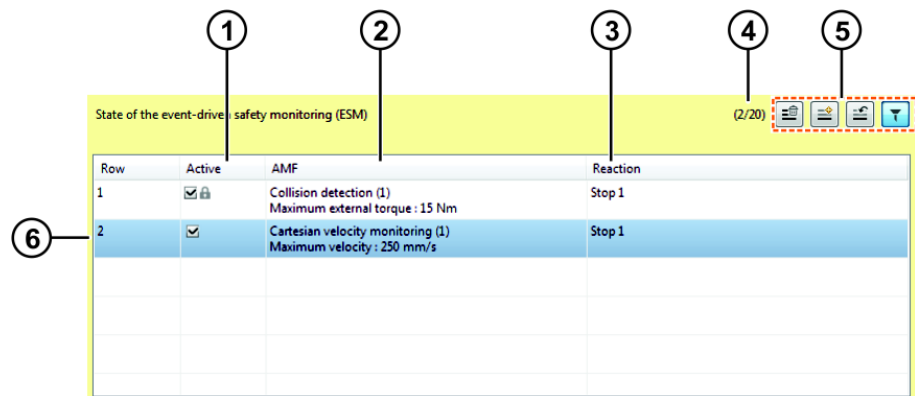 1 2 3 4 5
State of the event-driven safety monitoring (ESM) (2/20)
Row Active AMF Reaction
1 Collision detection (1) Stop 1
Maximum external torque : 15 Nm
6 2 Cartesian velocity monitoring (1) Stop 1
Maximum velocity : 250 mm/s